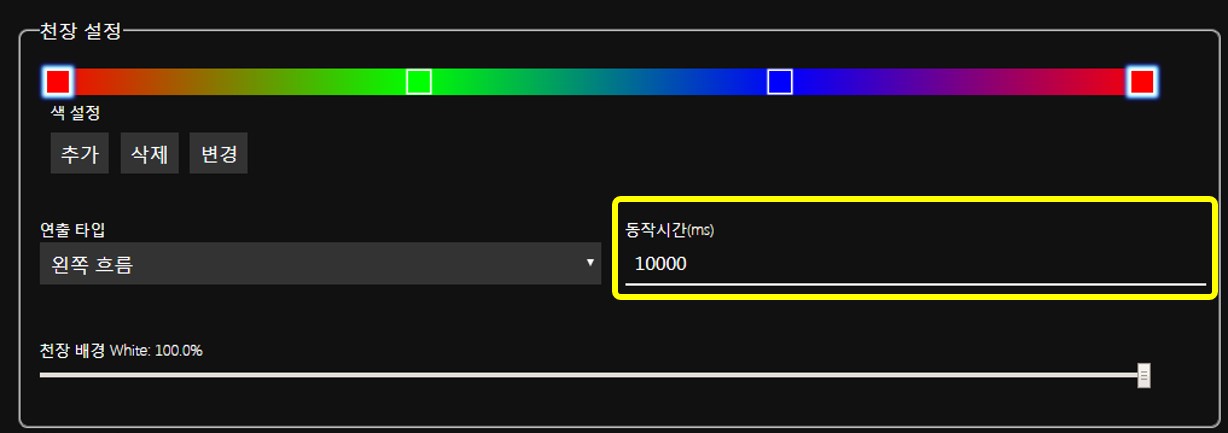 천장 설정
색 설정
추가 삭제 변경
연출 타입 동작시간(ms)
왼쪽 흐름 10000
천장 배경 White: 100.0%